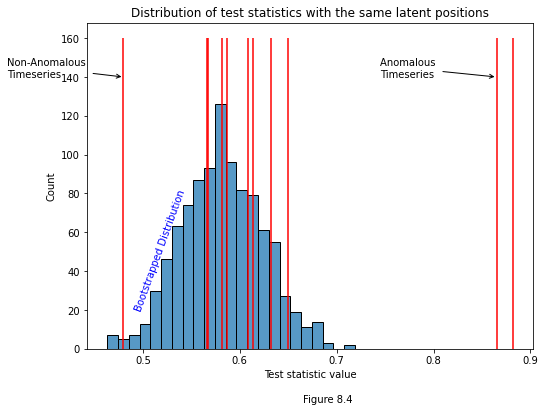 Distribution of test statistics with the same latent positions
160
140
120
100
80
60
40
20
0
Count
Non-Anomalous
Timeseries
Anomalous
Timeseries
Bootstrapped Distribution
0.5
0.6
0.7
0.8
0.9
Test statistic value
Figure 8.4